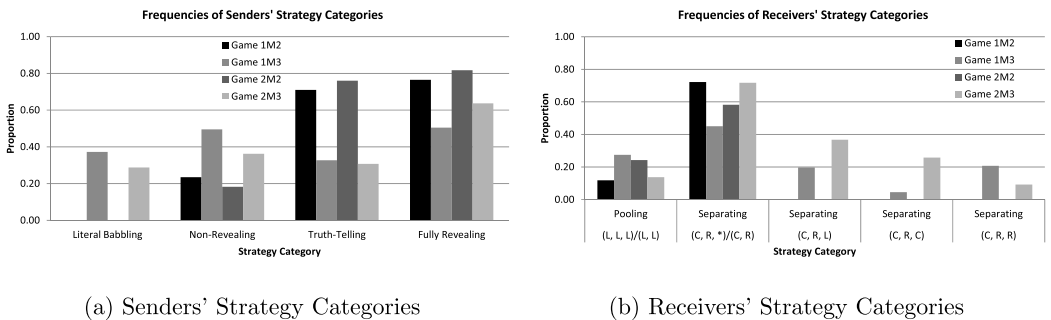 Frequencies of Senders' Strategy Categories
1.00
0.80
0.60
0.40
0.20
0.00
Proportion
Game 1M2
Game 1M3
Game 2M2
Game 2M3
Literal Babbling Non-Revealing Truth-Telling Fully Revealing
Strategy Category
(a) Senders' Strategy Categories
Frequencies of Receivers' Strategy Categories
1.00
0.80
0.60
0.40
0.20
0.00
Proportion
Game 1M2
Game 1M3
Game 2M2
Game 2M3
Pooling Separating Separating Separating Separating
(L, L, L)/(L, L) (C, R, *)/(C, R) (C, R, L) (C, R, C) (C, R, R)
Strategy Category
(b) Receivers' Strategy Categories